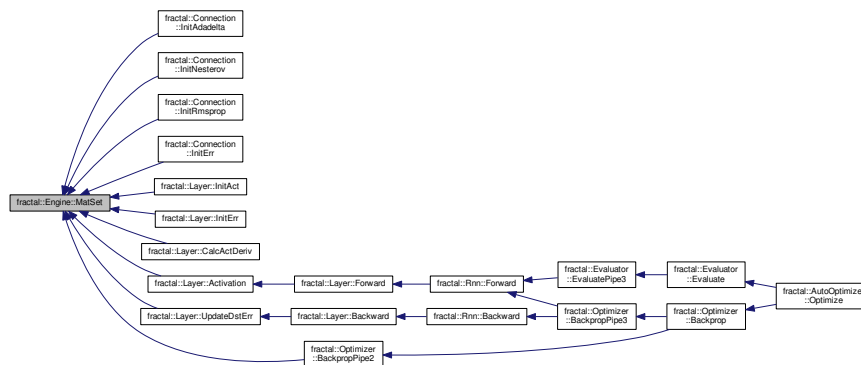 fractal::Connection
::InitAdadelta
fractal::Connection
::InitNesterov
fractal::Connection
::InitRmsprop
fractal::Connection
::InitErr
fractal::Layer::InitAct
fractal::Engine::MatSet
fractal::Layer::InitErr
fractal::Layer::CalcActDeriv
fractal::Layer::Activation
fractal::Layer::Forward
fractal::Rnn::Forward
fractal::Evaluator
::EvaluatePipe3
fractal::Evaluator
::Evaluate
fractal::AutoOptimizer
::Optimize
fractal::Layer::UpdateDstErr
fractal::Layer::Backward
fractal::Rnn::Backward
fractal::Optimizer
::BackpropPipe3
fractal::Optimizer
::Backprop
fractal::Optimizer
::BackpropPipe2